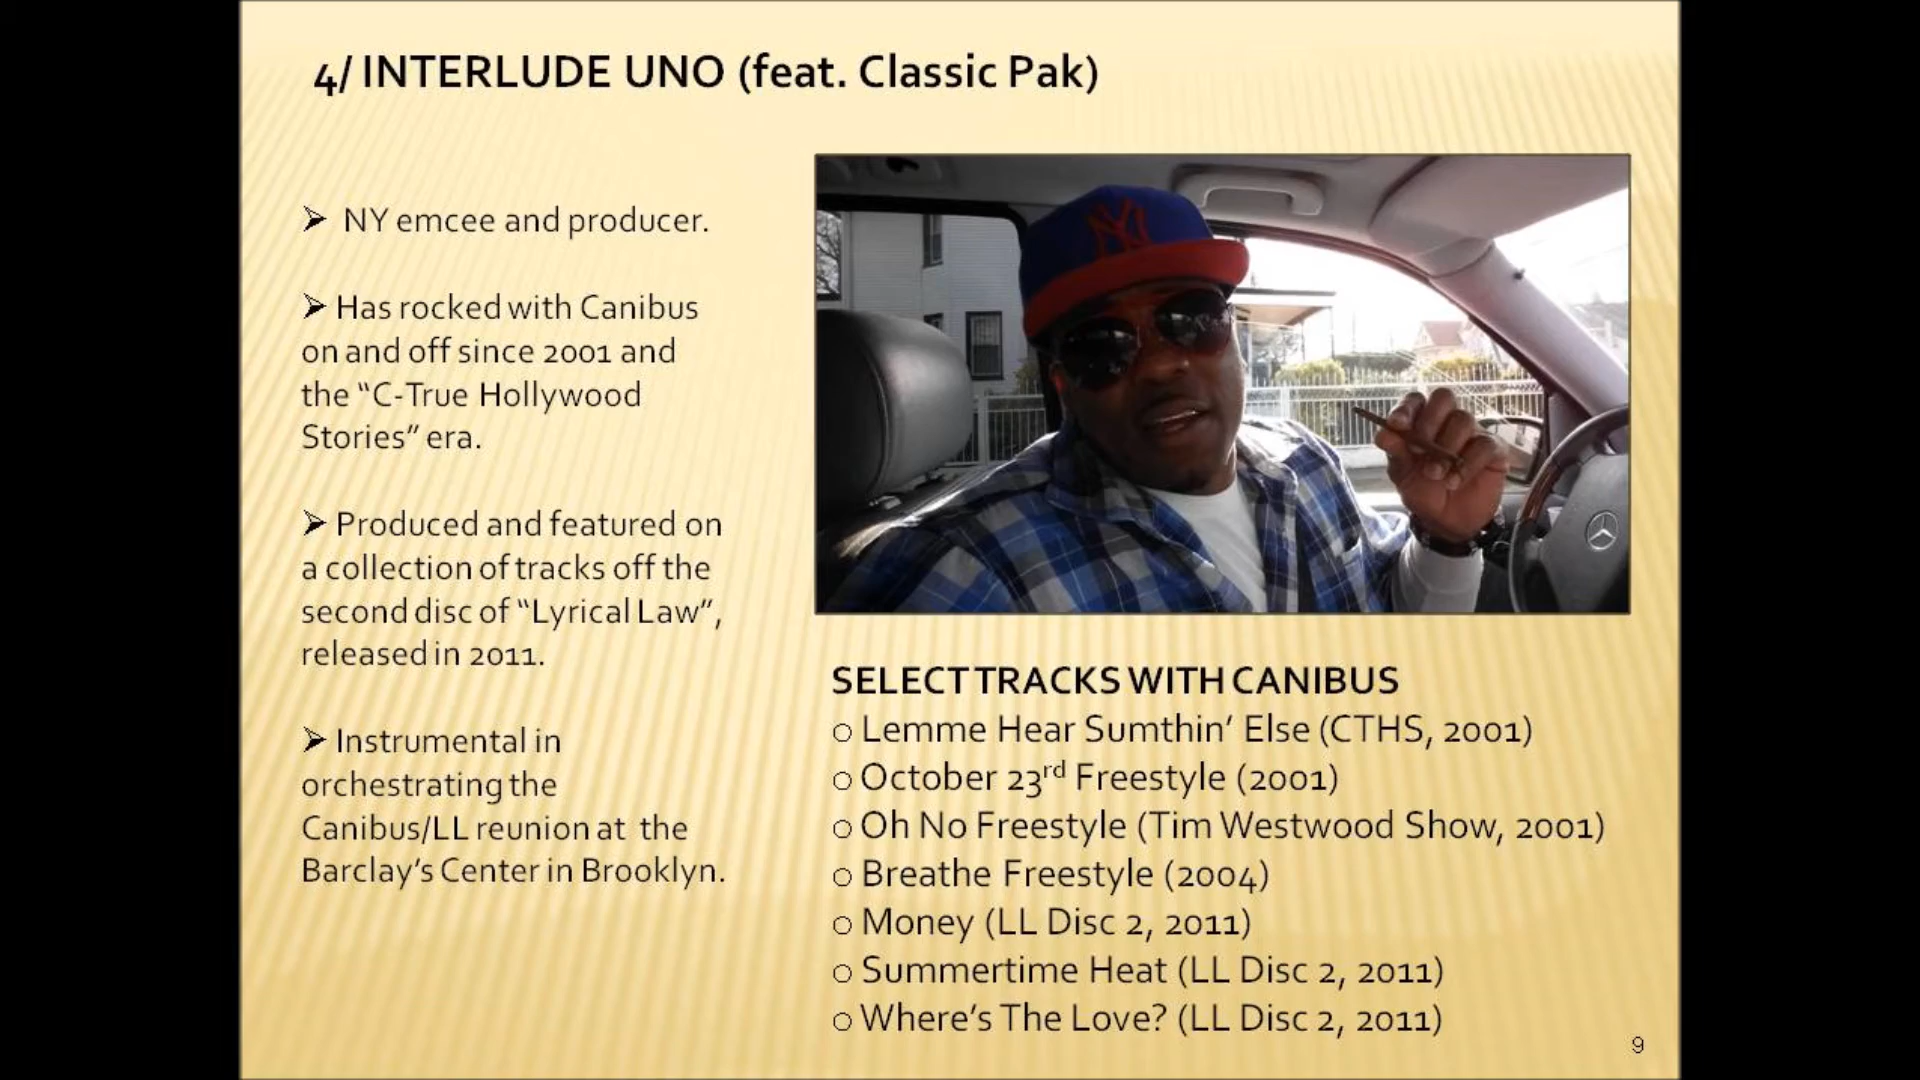 4/ INTERLUDE UNO (feat. Classic Pak)
➢ NY emcee and producer.
➢ Has rocked with Canibus
on and off since 2001 and
the “C-True Hollywood
Stories” era.
➢ Produced and featured on
a collection of tracks off the
second disc of “Lyrical Law”,
released in 2011.
➢ Instrumental in
orchestrating the
Canibus/LL reunion at the
Barclay’s Center in Brooklyn.
NY
SELECT TRACKS WITH CANIBUS
○ Lemme Hear Sumthin’ Else (CTHS, 2001)
○ October 23rd Freestyle (2001)
○ Oh No Freestyle (Tim Westwood Show, 2001)
○ Breathe Freestyle (2004)
○ Money (LL Disc 2, 2011)
○ Summertime Heat (LL Disc 2, 2011)
○ Where’s The Love? (LL Disc 2, 2011)
9